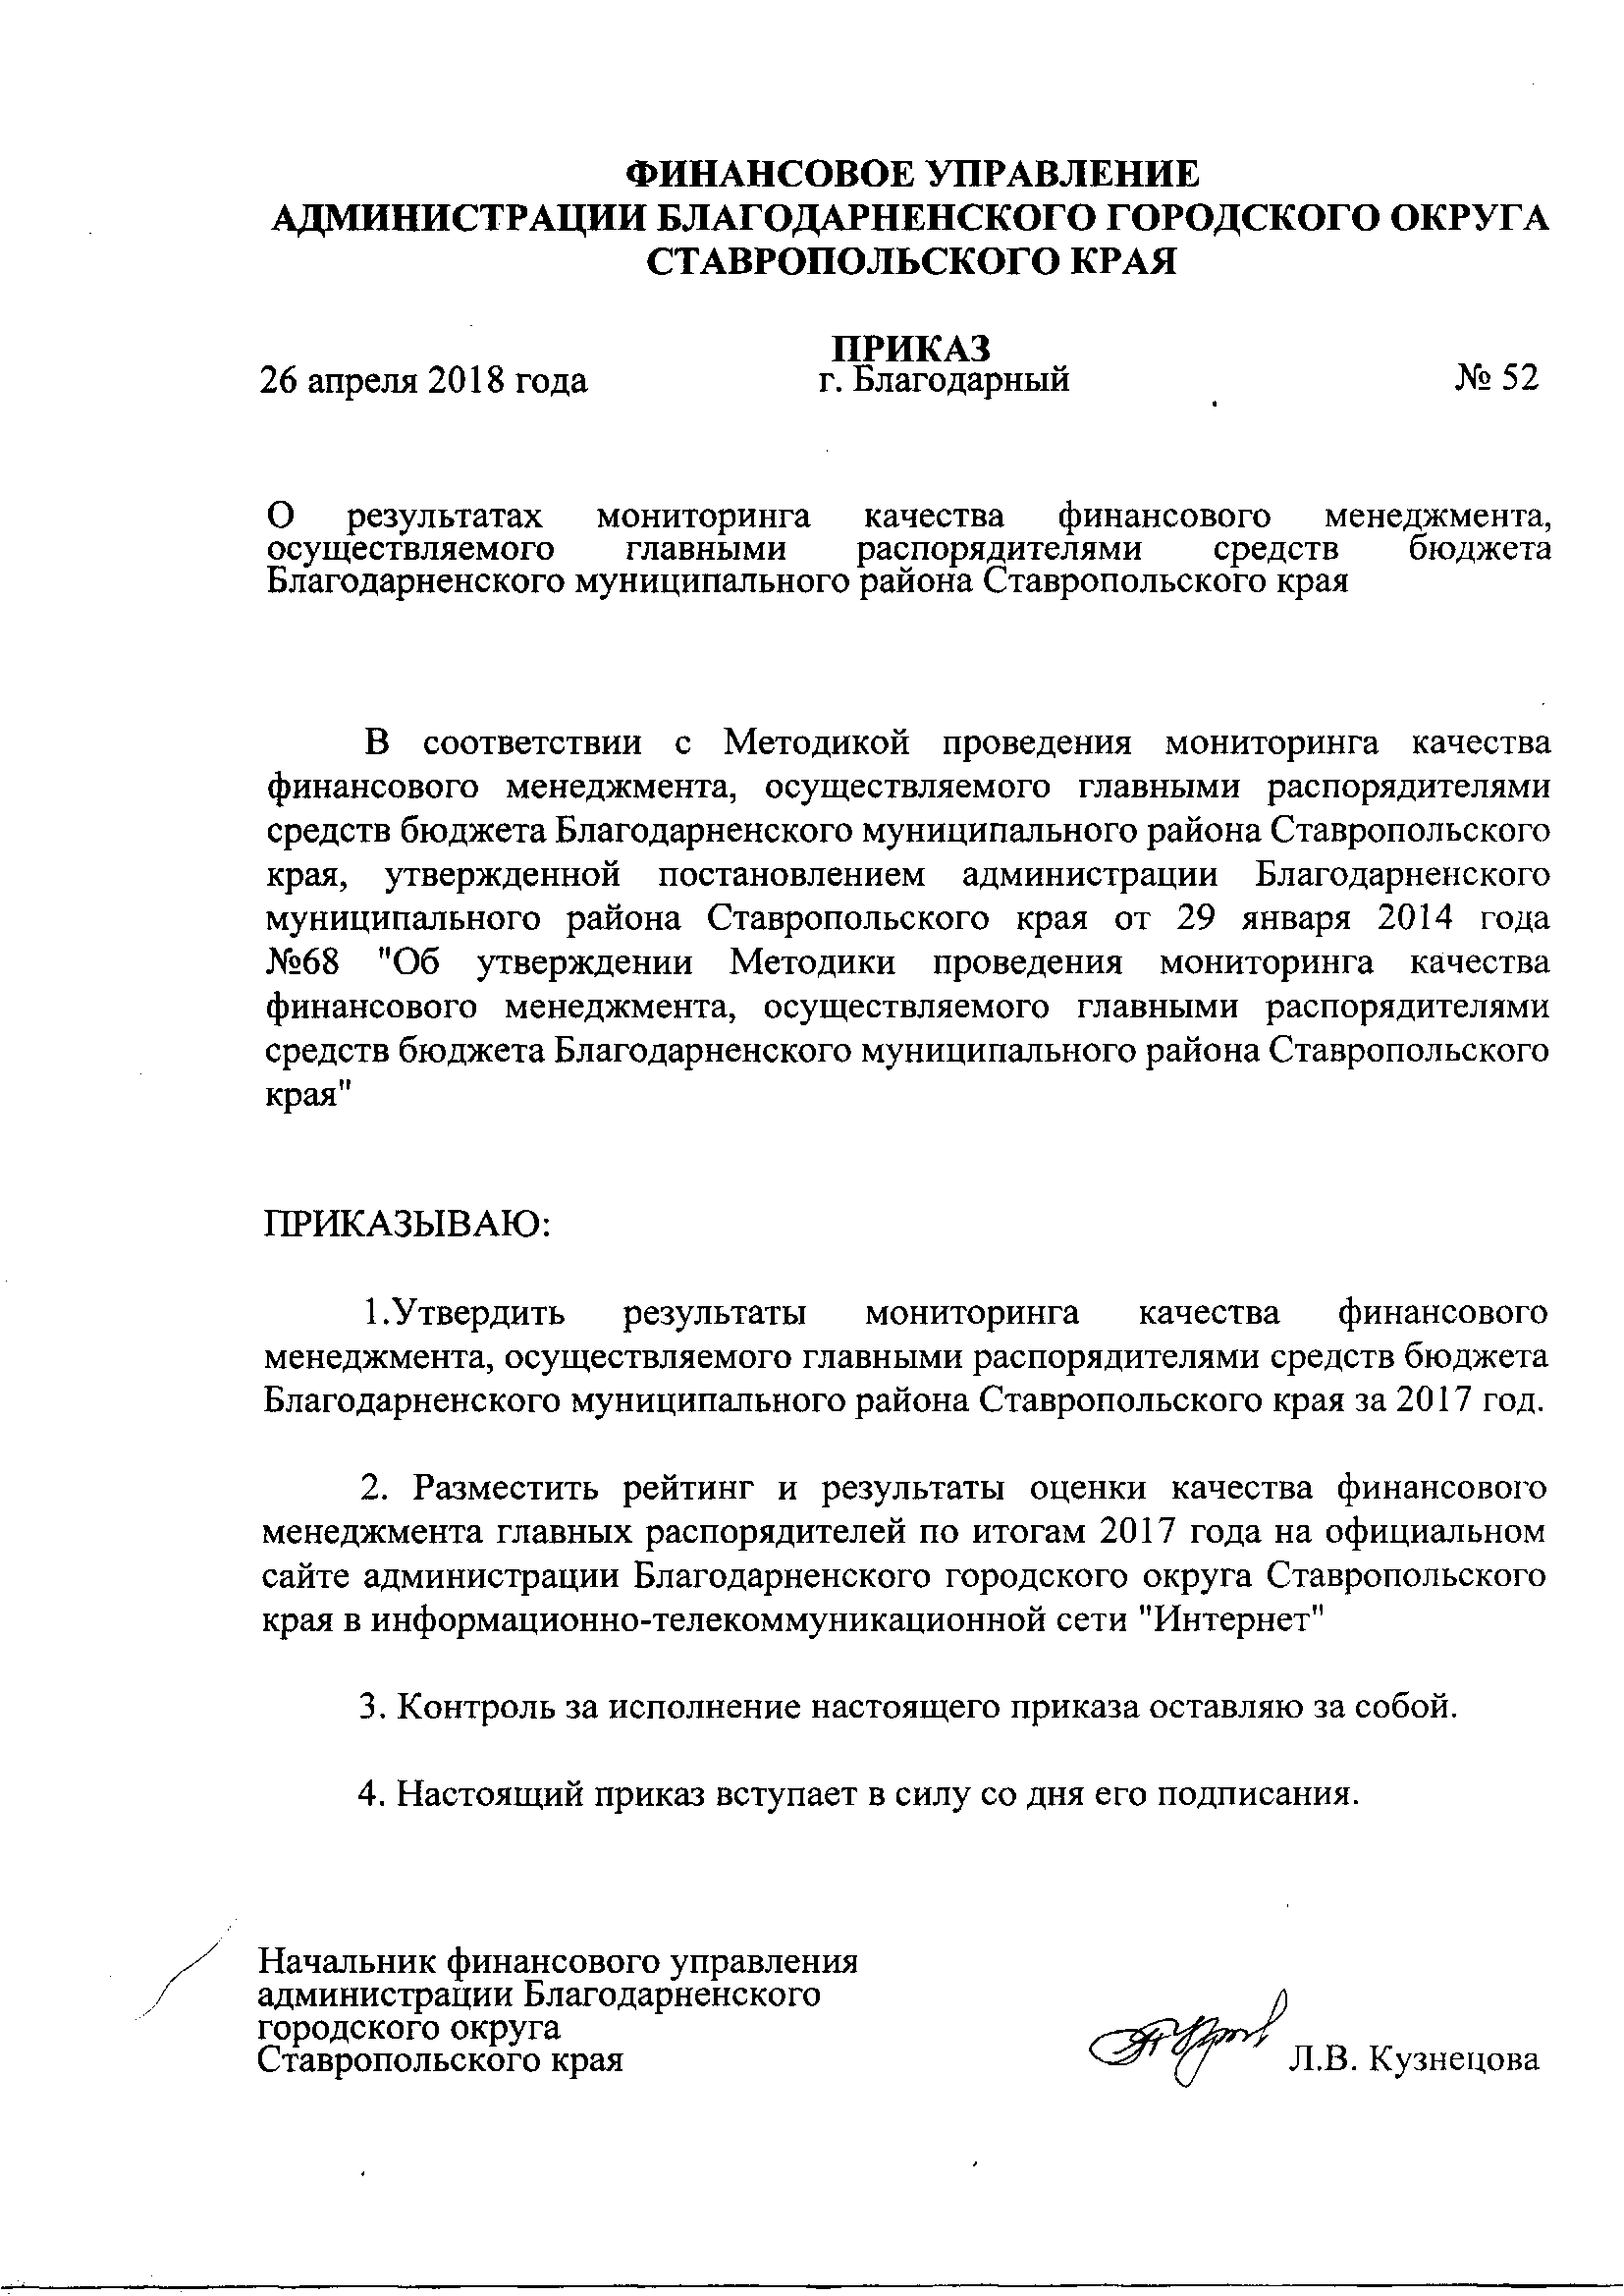 ФИНАНСОВОЕ УПРАВЛЕНИЕ
АДМИНИСТРАЦИИ БЛАГОДАРНЕНСКОГО ГОРОДСКОГО ОКРУГА
СТАВРОПОЛЬСКОГО КРАЯ
ПРИКАЗ
26 апреля 2018 года г. Благодарный № 52
О результатах мониторинга качества финансового менеджмента,
осуществляемого главными распорядителями средств бюджета
Благодарненского муниципального района Ставропольского края
В соответствии с Методикой проведения мониторинга качества
финансового менеджмента, осуществляемого главными распорядителями
средств бюджета Благодарненского муниципального района Ставропольского
края, утвержденной постановлением администрации Благодарненского
муниципального района Ставропольского края от 29 января 2014 года
№68 "Об утверждении Методики проведения мониторинга качества
финансового менеджмента, осуществляемого главными распорядителями
средств бюджета Благодарненского муниципального района Ставропольского
края"
ПРИКАЗЫВАЮ:
1.Утвердить результаты мониторинга качества финансового
менеджмента, осуществляемого главными распорядителями средств бюджета
Благодарненского муниципального района Ставропольского края за 2017 год.
2. Разместить рейтинг и результаты оценки качества финансового
менеджмента главных распорядителей по итогам 2017 года на официальном
сайте администрации Благодарненского городского округа Ставропольского
края в информационно-телекоммуникационной сети "Интернет"
3. Контроль за исполнение настоящего приказа оставляю за собой.
4. Настоящий приказ вступает в силу со дня его подписания.
Начальник финансового управления
администрации Благодарненского
городского округа
Ставропольского края Л.В. Кузнецова